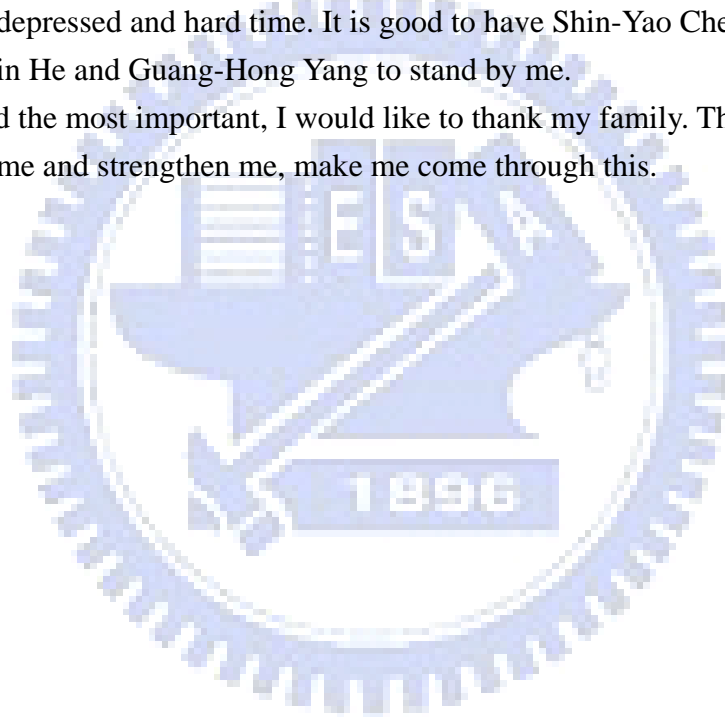 depressed and hard time. It is good to have Shin-Yao Che
in He and Guang-Hong Yang to stand by me.
d the most important, I would like to thank my family. Th
me and strengthen me, make me come through this.
E S A
1896